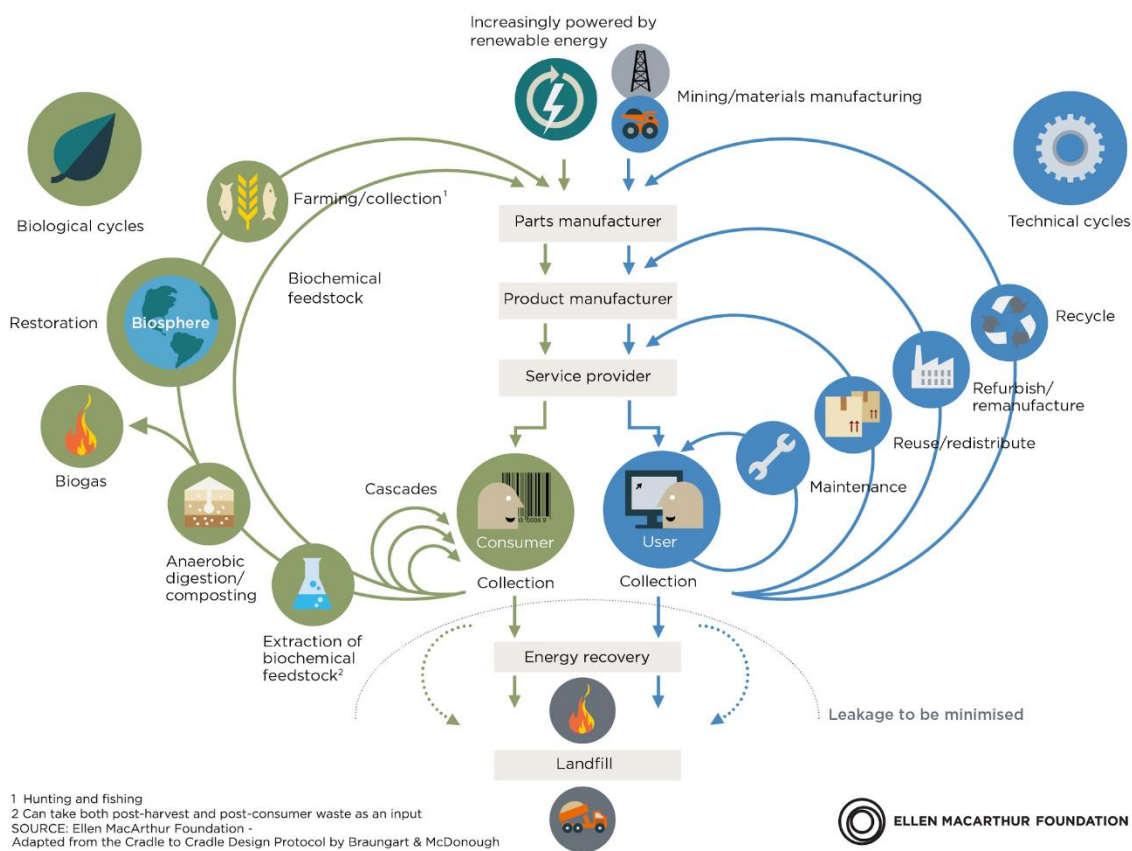 Increasingly powered by
renewable energy
Mining/materials manufacturing
Biological cycles
Farming/collection¹
Technical cycles
Parts manufacturer
Biochemical
feedstock
Product manufacturer
Restoration
Biosphere
Recycle
Service provider
Refurbish/
remanufacture
Reuse/redistribute
Biogas
Cascades
Maintenance
Consumer
User
Anaerobic
digestion/
composting
Collection
Collection
Extraction of
biochemical
feedstock²
Energy recovery
Leakage to be minimised
Landfill
1 Hunting and fishing
2 Can take both post-harvest and post-consumer waste as an input
SOURCE: Ellen MacArthur Foundation -
Adapted from the Cradle to Cradle Design Protocol by Braungart & McDonough
ELLEN MACARTHUR FOUNDATION